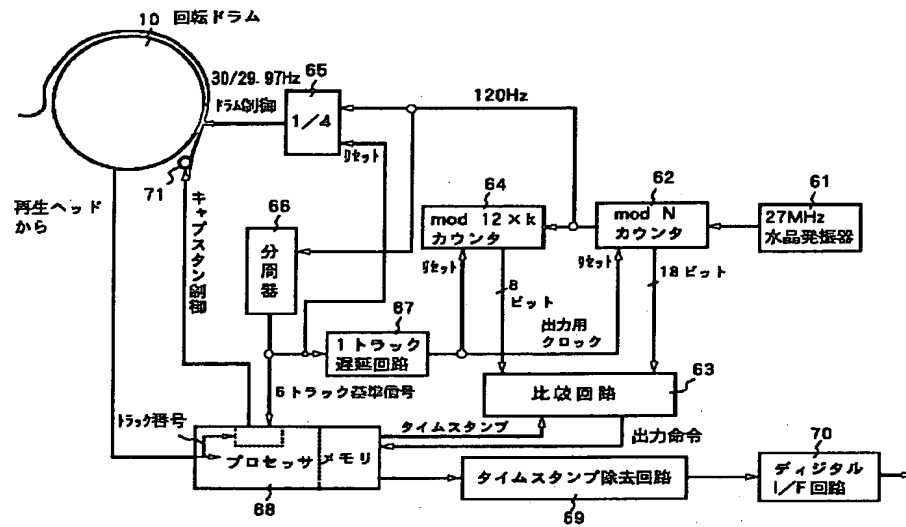 10 回転ドラム
30/29.97Hz
ドラム制御
65
1/4
リセット
120Hz
71
再生ヘッド
から
キャプスタン制御
66
分周器
64
mod 12×k
カウンタ
リセット
8
ビット
62
mod N
カウンタ
リセット
18ビット
61
27MHz
水晶発振器
67
1トラック
遅延回路
出力用
クロック
6トラック基準信号
比較回路
63
トラック番号
タイムスタンプ
出力命令
プロセッサ
メモリ
68
タイムスタンプ除去回路
69
70
ディジタル
I/F回路